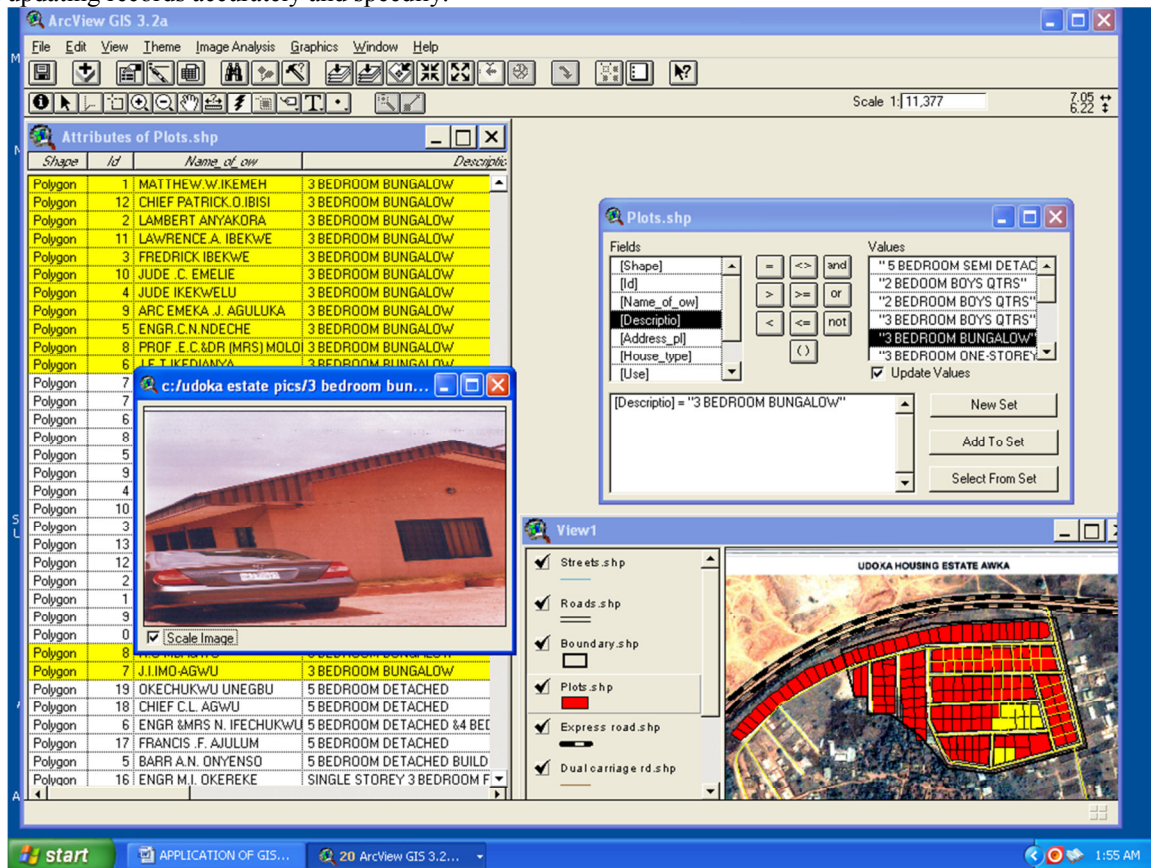 updating records accurately and speedily.
ArcView GIS 3.2a
File Edit View Theme Image Analysis Graphics Window Help
Scale 1: 11,377
7.05
6.22
Attributes of Plots.shp
Shape Id Name_of_ow Descriptio
Polygon 1 MATTHEW.W.IKEMEH 3 BEDROOM BUNGALOW
Polygon 12 CHIEF PATRICK.O.IBISI 3 BEDROOM BUNGALOW
Polygon 2 LAMBERT ANYAKORA 3 BEDROOM BUNGALOW
Polygon 11 LAWRENCE.A. IBEKWE 3 BEDROOM BUNGALOW
Polygon 3 FREDRICK IBEKWE 3 BEDROOM BUNGALOW
Polygon 10 JUDE .C. EMELIE 3 BEDROOM BUNGALOW
Polygon 4 JUDE IKEKWELU 3 BEDROOM BUNGALOW
Polygon 9 ARC EMEKA .J. AGULUKA 3 BEDROOM BUNGALOW
Polygon 5 ENGR.C.N.NDECHE 3 BEDROOM BUNGALOW
Polygon 8 PROF .E.C.&DR (MRS) MOLOI 3 BEDROOM BUNGALOW
Polygon 6 J.E.T.IKEDIANYA 3 BEDROOM BUNGALOW
Polygon 7
Polygon 7
Polygon 6
Polygon 8
Polygon 5
Polygon 9
Polygon 4
Polygon 10
Polygon 3
Polygon 13
Polygon 12
Polygon 2
Polygon 1
Polygon 9
Polygon 0
Polygon 8
Polygon 7 J.I.IMO-AGWU 3 BEDROOM BUNGALOW
Polygon 19 OKECHUKWU UNEGBU 5 BEDROOM DETACHED
Polygon 18 CHIEF C.L. AGWU 5 BEDROOM DETACHED
Polygon 6 ENGR &MRS N. IFECHUKWU 5 BEDROOM DETACHED &4 BED
Polygon 17 FRANCIS .F. AJULUM 5 BEDROOM DETACHED
Polygon 5 BARR A.N. ONYENSO 5 BEDROOM DETACHED BUILD
Polygon 16 ENGR M.I. OKEREKE SINGLE STOREY 3 BEDROOM F
c:/udoka estate pics/3 bedroom bun...
Scale Image
Plots.shp
Fields
[Shape]
[Id]
[Name_of_ow]
[Descriptio]
[Address_pl]
[House_type]
[Use]
= <> and
> >= or
< <= not
()
Values
" 5 BEDROOM SEMI DETAC
"2 BEDOOM BOYS QTRS"
"2 BEDROOM BOYS QTRS"
"3 BEDROOM BOYS QTRS"
"3 BEDROOM BUNGALOW"
"3 BEDROOM ONE-STOREY
Update Values
[Descriptio] = "3 BEDROOM BUNGALOW"
New Set
Add To Set
Select From Set
View1
Streets.shp
Roads.shp
Boundary.shp
Plots.shp
Express road.shp
Dual carriage rd.shp
UDOKA HOUSING ESTATE AWKA
start
APPLICATION OF GIS...
20 ArcView GIS 3.2...
1:55 AM